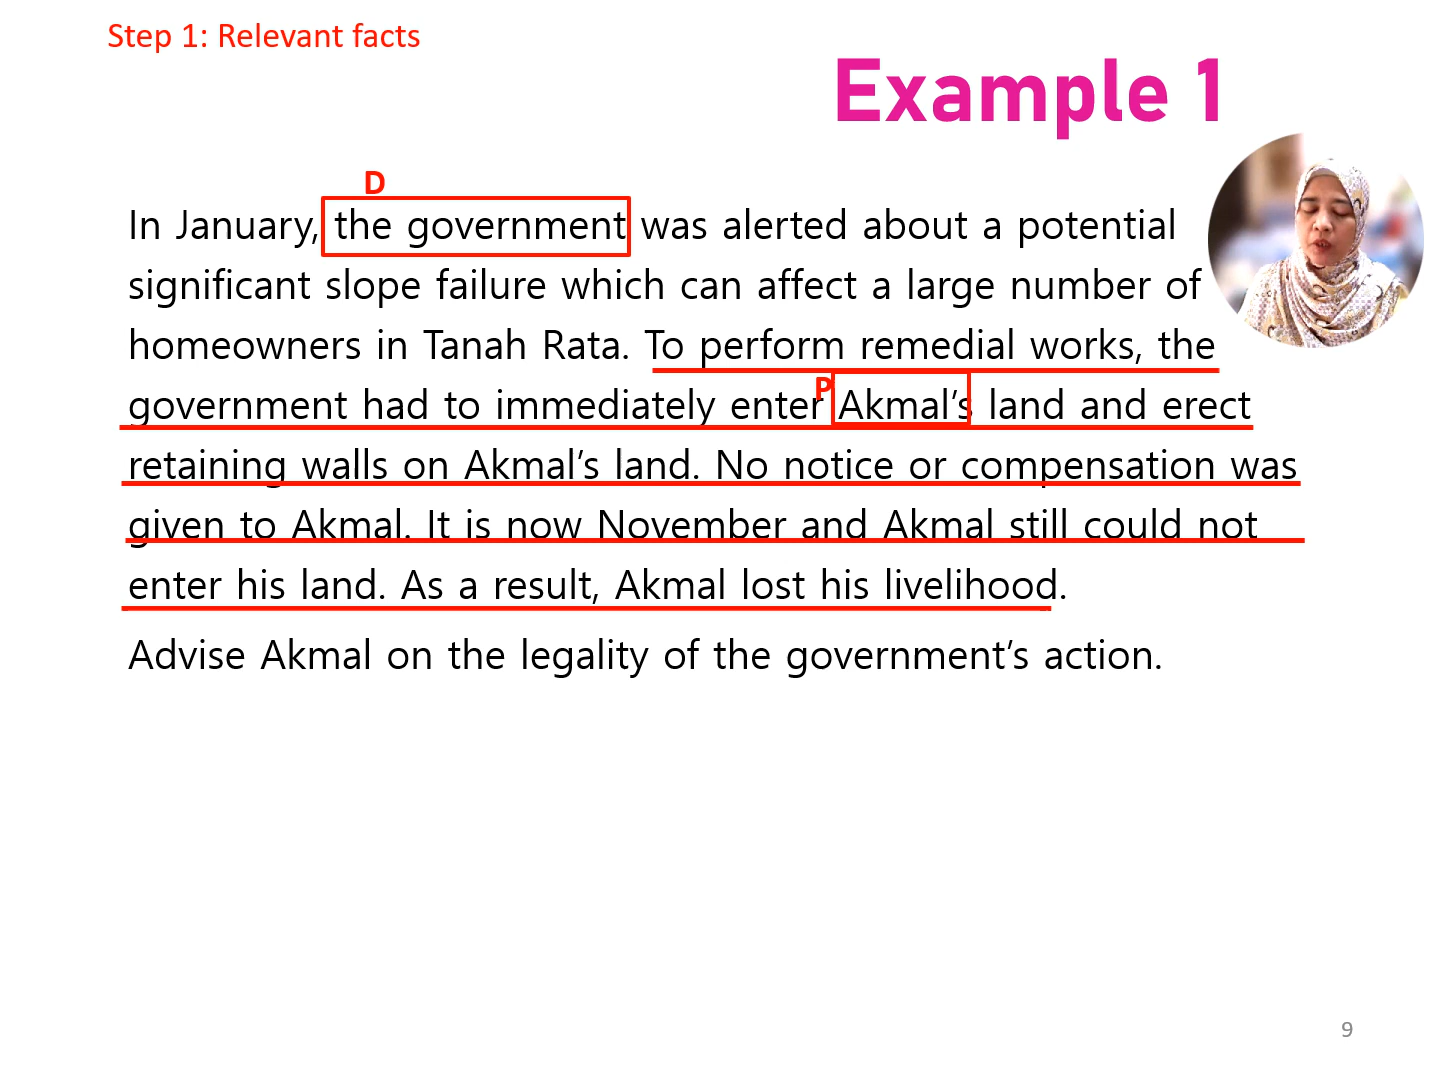 Step 1: Relevant facts
Example 1
D
In January, the government was alerted about a potential
significant slope failure which can affect a large number of
homeowners in Tanah Rata. To perform remedial works, the
P
government had to immediately enter Akmal's land and erect
retaining walls on Akmal's land. No notice or compensation was
given to Akmal. It is now November and Akmal still could not
enter his land. As a result, Akmal lost his livelihood.
Advise Akmal on the legality of the government's action.
9